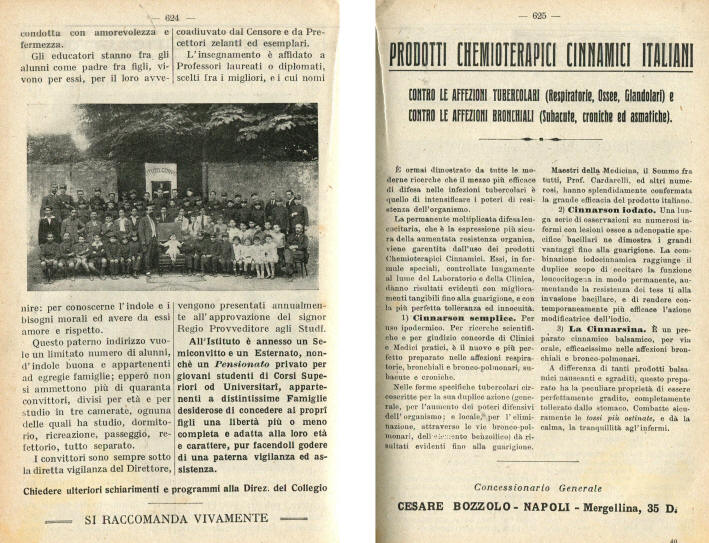 — 624 —
condotta con amorevolezza e
fermezza.
Gli educatori stanno fra gli
alunni come padre fra figli, vi-
vono per essi, per il loro avve-
coadiuvato dal Censore e da Pre-
cettori zelanti ed esemplari.
L'insegnamento è affidato a
Professori laureati o diplomati,
scelti fra i migliori, e i cui nomi
nire: per conoscerne l'indole e i
bisogni morali ed avere da essi
amore e rispetto.
Questo paterno indirizzo vuo-
le un limitato numero di alunni,
d'indole buona e appartenenti
ad egregie famiglie; epperò non
si ammettono più di quaranta
convittori, divisi per età e per
studio in tre camerate, ognuna
delle quali ha studio, dormito-
rio, ricreazione, passeggio, re-
fettorio, tutto separato.
I convittori sono sempre sotto
la diretta vigilanza del Direttore,
vengono presentati annualmen-
te all'approvazione del signor
Regio Provveditore agli Studi.
All'Istituto è annesso un Se-
miconvitto e un Esternato, non-
chè un Pensionato privato per
giovani studenti di Corsi Supe-
riori od Universitari, apparte-
nenti a distintissime Famiglie
desiderose di concedere ai propri
figli una libertà più o meno
completa e adatta alla loro età
e carattere, pur facendoli godere
di una paterna vigilanza ed as-
sistenza.
Chiedere ulteriori schiarimenti e programmi alla Direz. del Collegio
SI RACCOMANDA VIVAMENTE
— 625 —
PRODOTTI CHEMIOTERAPICI CINNAMICI ITALIANI
CONTRO LE AFFEZIONI TUBERCOLARI (Respiratorie, Ossee, Glandolari) e
CONTRO LE AFFEZIONI BRONCHIALI (Subacute, croniche ed asmatiche).
È ormai dimostrato da tutte le mo-
derne ricerche che il mezzo più efficace
di difesa nelle infezioni tubercolari è
quello di intensificare i poteri di resi-
stenza dell'organismo.
La permanente moltiplicata difesa leu-
cocitaria, che è la espressione più sicu-
ra della aumentata resistenza organica,
viene garentita dall'uso dei prodotti
Chemioterapici Cinnamici. Essi, in for-
mule speciali, controllate lungamente
al lume del Laboratorio e della Clinica,
danno risultati evidenti con migliora-
menti tangibili fino alla guarigione, e con
la più perfetta tolleranza ed innocuità.
1) Cinnarson semplice. Per
uso ipodermico. Per ricerche scientifi-
che e per giudizio concorde di Clinici
e Medici pratici, è il nuovo e più per-
fetto preparato nelle affezioni respira-
torie, bronchiali e bronco-polmonari, su-
bacute e croniche.
Nelle ferme specifiche tubercolari cir-
coscritte per la sua duplice azione (gene-
rale, per l'aumento dei poteri difensivi
dell'organismo; e locale, per l'elimi-
nazione, attraverso le vie bronco-pol-
monari, dell'elemento benzoilico) dà ri-
sultati evidenti fino alla guarigione.
Maestri della Medicina, il Sommo fra
tutti, Prof. Cardarelli, ed altri nume-
rosi, hanno splendidamente confermata
la grande efficacia del prodotto italiano.
2) Cinnarson iodato. Una lun-
ga serie di osservazioni su numerosi in-
fermi con lesioni ossee a adenopatie spe-
cifiche bacillari ne dimostra i grandi
vantaggi fino alla guarigione. La com-
binazione iodocinnamica raggiunge il
duplice scopo di eccitare la funzione
leucocitogena in modo permanente, au-
mentando la resistenza dei tess ti alla
invasione bacillare, e di rendere con-
temporaneamente più efficace l'azione
modificatrice dell'iodio.
3) La Cinnarsina. È un pre-
parato cinnamico balsamico, per via
orale, efficacissimo nelle affezioni bron-
chiali e bronco-polmonari.
A differenza di tanti prodotti balsa-
mici nauseanti e sgraditi, questo prepa-
rato ha la peculiare proprietà di essere
perfettamente gradito, completamente
tollerato dallo stomaco. Combatte sicu-
ramente le tossi più ostinate, e dà la
calma, la tranquillità agl'infermi.
Concessionario Generale
CESARE BOZZOLO - NAPOLI - Mergellina, 35 D.
40